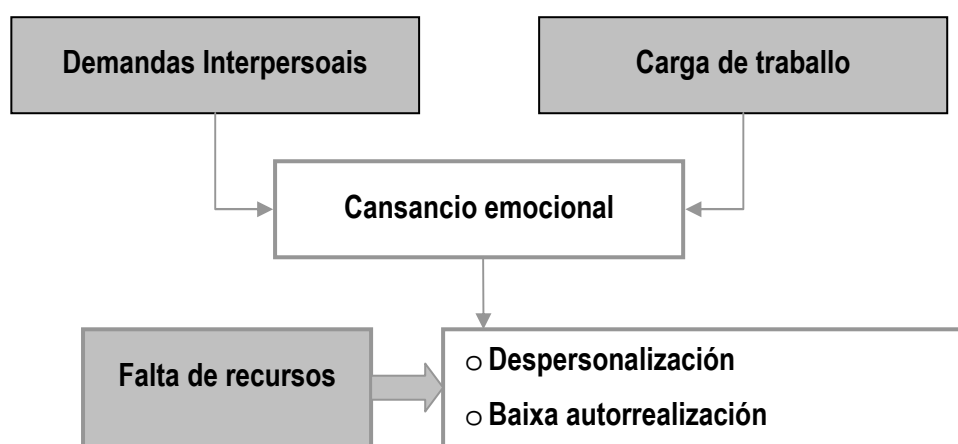 Demandas Interpersoais
Carga de traballo
Cansancio emocional
Falta de recursos
o Despersonalización
o Baixa autorrealización